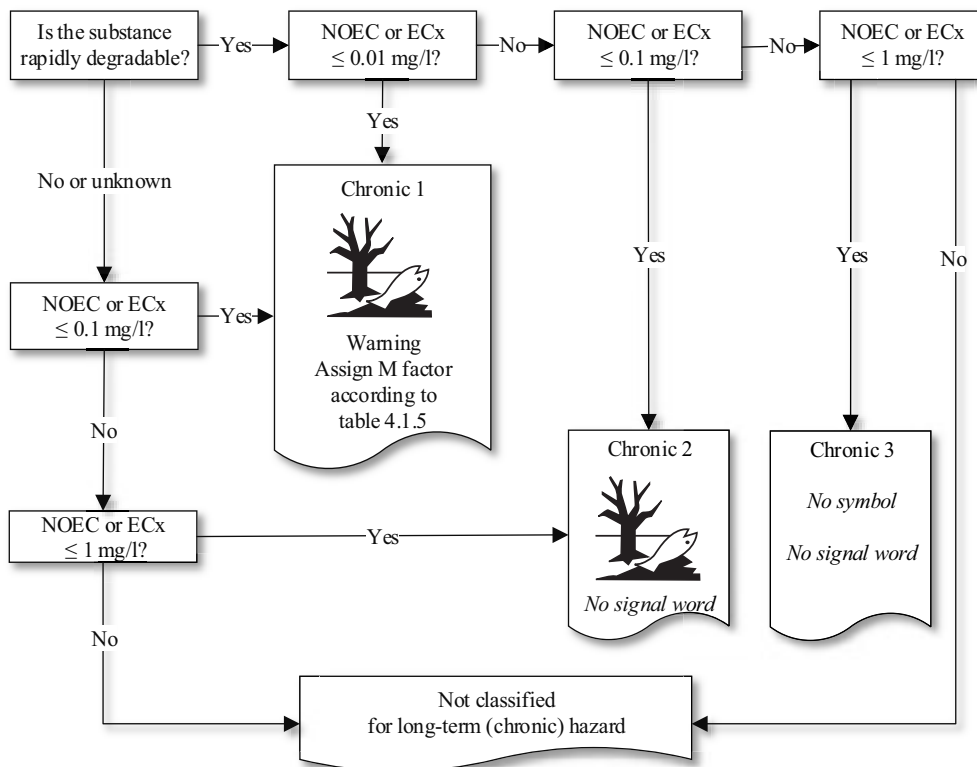 Is the substance
rapidly degradable?
Yes
NOEC or ECx
≤ 0.01 mg/l?
No
NOEC or ECx
≤ 0.1 mg/l?
No
NOEC or ECx
≤ 1 mg/l?
Yes
No or unknown
Chronic 1
Yes
Yes
No
NOEC or ECx
≤ 0.1 mg/l?
Yes
Warning
Assign M factor
according to
table 4.1.5
No
Chronic 2
Chronic 3
No symbol
No signal word
NOEC or ECx
≤ 1 mg/l?
Yes
No signal word
No
Not classified
for long-term (chronic) hazard